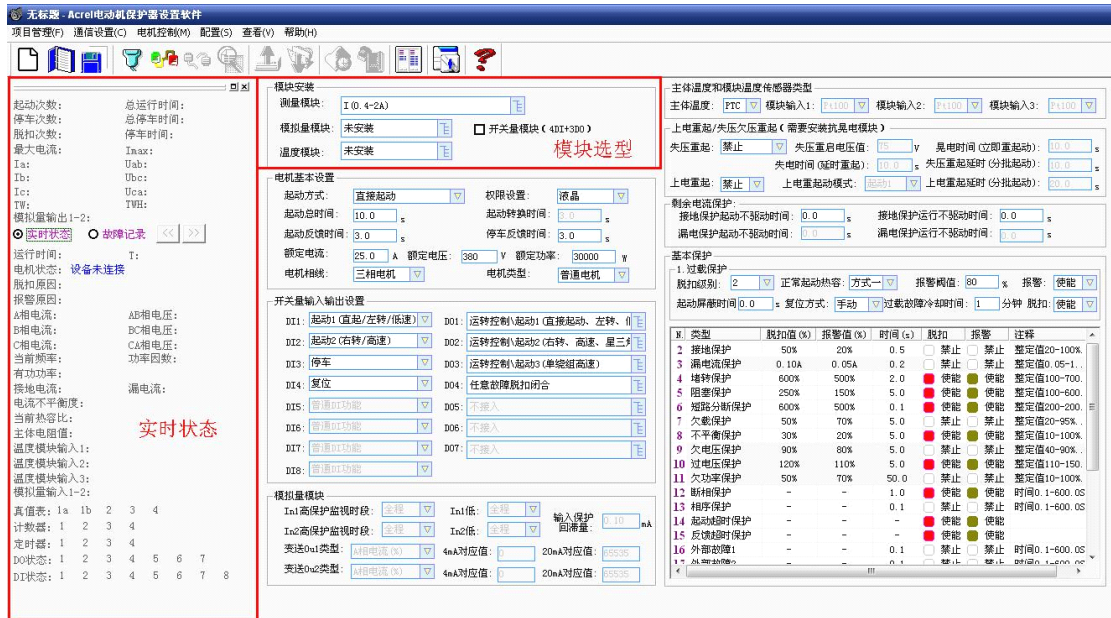 无标题 - Acrel电动机保护器设置软件
项目管理(F) 通信设置(C) 电机控制(M) 配置(S) 查看(V) 帮助(H)
起动次数: 总运行时间:
停车次数: 总停车时间:
脱扣次数: 停车时间:
最大电流: Imax:
Ia: Uab:
Ib: Ubc:
Ic: Uca:
TW: TWH:
模拟量输出1-2:
实时状态 故障记录 << >>
运行时间: T:
电机状态: 设备未连接
脱扣原因:
报警原因:
A相电流: AB相电压:
B相电流: BC相电压:
C相电流: CA相电压:
当前频率: 功率因数:
有功功率:
接地电流: 漏电流:
电流不平衡度:
当前热容比:
主体电阻值:
实时状态
温度模块输入1:
温度模块输入2:
温度模块输入3:
模拟量输入1-2:
真值表: 1a 1b 2 3 4
计数器: 1 2 3 4
定时器: 1 2 3 4
DO状态: 1 2 3 4 5 6 7
DI状态: 1 2 3 4 5 6 7 8
模块安装
测量模块: I(0.4-2A)
模拟量模块: 未安装 开关量模块(4DI+3DO)
温度模块: 未安装
模块选型
电机基本设置
起动方式: 直接起动 权限设置: 液晶
起动总时间: 10.0 s 起动转换时间: 3.0 s
起动反馈时间: 3.0 s 停车反馈时间: 3.0 s
额定电流: 25.0 A 额定电压: 380 V 额定功率: 30000 W
电机相线: 三相电机 电机类型: 普通电机
开关量输入输出设置
DI1: 起动1(直起/左转/低速) DO1: 运转控制\起动1(直接起动、左转、
DI2: 起动2(右转/高速) DO2: 运转控制\起动2(右转、高速、星三
DI3: 停车 DO3: 运转控制\起动3(单绕组高速)
DI4: 复位 DO4: 任意故障脱扣闭合
DI5: 普通DI功能 DO5: 不接入
DI6: 普通DI功能 DO6: 不接入
DI7: 普通DI功能 DO7: 不接入
DI8: 普通DI功能
模拟量模块
In1高保护监视时段: 全程 In1低: 全程 输入保护回滞量: 0.10 mA
In2高保护监视时段: 全程 In2低: 全程
变送Ou1类型: A相电流(%) 4mA对应值: 0 20mA对应值: 65535
变送Ou2类型: A相电流(%) 4mA对应值: 0 20mA对应值: 65535
主体温度和模块温度传感器类型
主体温度: PTC 模块输入1: Pt100 模块输入2: Pt100 模块输入3: Pt100
上电重起/失压欠压重起(需要安装抗晃电模块)
失压重起: 禁止 失压重启电压值: 75 V 晃电时间(立即重起动): 10.0 s
失电时间(延时重起): 10.0 s 失压重起延时(分批起动): 10.0 s
上电重起: 禁止 上电重起动模式: 起动1 上电重起延时(分批起动): 20.0 s
剩余电流保护:
接地保护起动不驱动时间: 0.0 s 接地保护运行不驱动时间: 0.0 s
漏电保护起动不驱动时间: 0.0 s 漏电保护运行不驱动时间: 0.0 s
基本保护
1.过载保护
脱扣级别: 2 正常起动热容: 方式一 报警阀值: 80 % 报警: 使能
起动屏蔽时间 0.0 s 复位方式: 手动 过载故障冷却时间: 1 分钟 脱扣: 使能
N. 类型 脱扣值(%) 报警值(%) 时间(s) 脱扣 报警 注释
2 接地保护 50% 20% 0.5 禁止 禁止 整定值20-100%.
3 漏电流保护 0.10A 0.05A 0.2 禁止 禁止 整定值0.05-1..
4 堵转保护 600% 500% 2.0 使能 使能 整定值100-700.
5 阻塞保护 250% 150% 5.0 使能 使能 整定值100-600.
6 短路分断保护 600% 500% 0.1 使能 使能 整定值200-200.
7 欠载保护 50% 70% 5.0 禁止 禁止 整定值20-95%..
8 不平衡保护 30% 20% 5.0 使能 使能 整定值10-100%.
9 欠电压保护 90% 80% 5.0 禁止 禁止 整定值40-90%..
10 过电压保护 120% 110% 5.0 使能 使能 整定值110-150.
11 欠功率保护 50% 70% 50.0 禁止 禁止 整定值10-100%.
12 断相保护 - - 1.0 使能 使能 时间0.1-600.0S
13 相序保护 - - 0.1 禁止 禁止 时间0.1-600.0S
14 起动超时保护 - - - 使能 使能
15 反馈超时保护 - - - 使能 使能
16 外部故障1 - - 0.1 禁止 禁止 时间0.1-600.0S
17 外部故障2 - - 0.1 禁止 禁止 时间0.1-600.0S